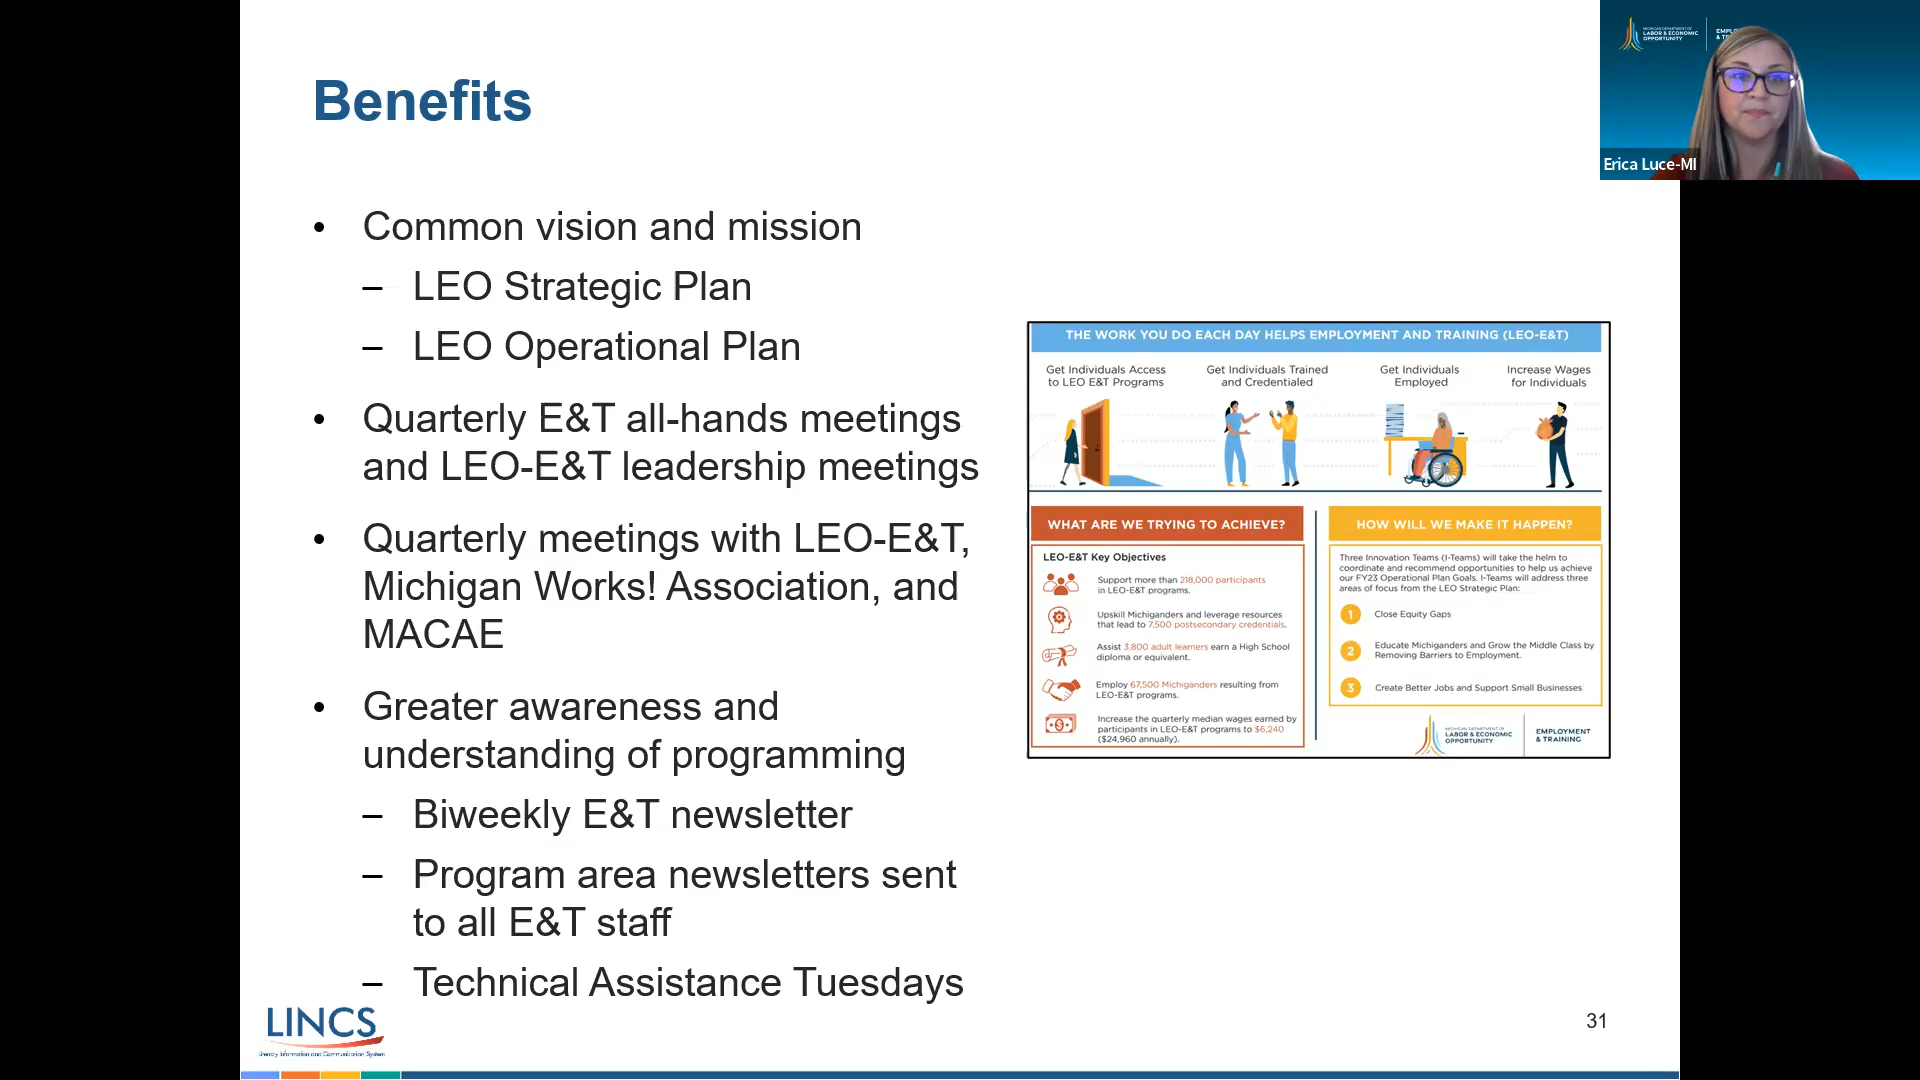 Benefits
• Common vision and mission
– LEO Strategic Plan
– LEO Operational Plan
• Quarterly E&T all-hands meetings
and LEO-E&T leadership meetings
• Quarterly meetings with LEO-E&T,
Michigan Works! Association, and
MACAE
• Greater awareness and
understanding of programming
– Biweekly E&T newsletter
– Program area newsletters sent
to all E&T staff
– Technical Assistance Tuesdays
THE WORK YOU DO EACH DAY HELPS EMPLOYMENT AND TRAINING (LEO-E&T)
Get Individuals Access
to LEO E&T Programs
Get Individuals Trained
and Credentialed
Get Individuals
Employed
Increase Wages
for Individuals
WHAT ARE WE TRYING TO ACHIEVE?
LEO-E&T Key Objectives
Support more than 218,000 participants
in LEO-E&T programs.
Upskill Michiganders and leverage resources
that lead to 7,500 postsecondary credentials.
Assist 3,800 adult learners earn a High School
diploma or equivalent.
Employ 67,500 Michiganders resulting from
LEO-E&T programs.
Increase the quarterly median wages earned by
participants in LEO-E&T programs to $6,240
($24,960 annually).
HOW WILL WE MAKE IT HAPPEN?
Three Innovation Teams (I-Teams) will take the helm to
coordinate and recommend opportunities to help us achieve
our FY23 Operational Plan Goals. I-Teams will address three
areas of focus from the LEO Strategic Plan:
1 Close Equity Gaps
2 Educate Michiganders and Grow the Middle Class by
Removing Barriers to Employment.
3 Create Better Jobs and Support Small Businesses
MICHIGAN DEPARTMENT OF
LABOR & ECONOMIC
OPPORTUNITY
EMPLOYMENT
& TRAINING
LINCS
Literacy Information and Communication System
31
MICHIGAN DEPARTMENT OF
LABOR & ECONOMIC
OPPORTUNITY
Erica Luce-MI